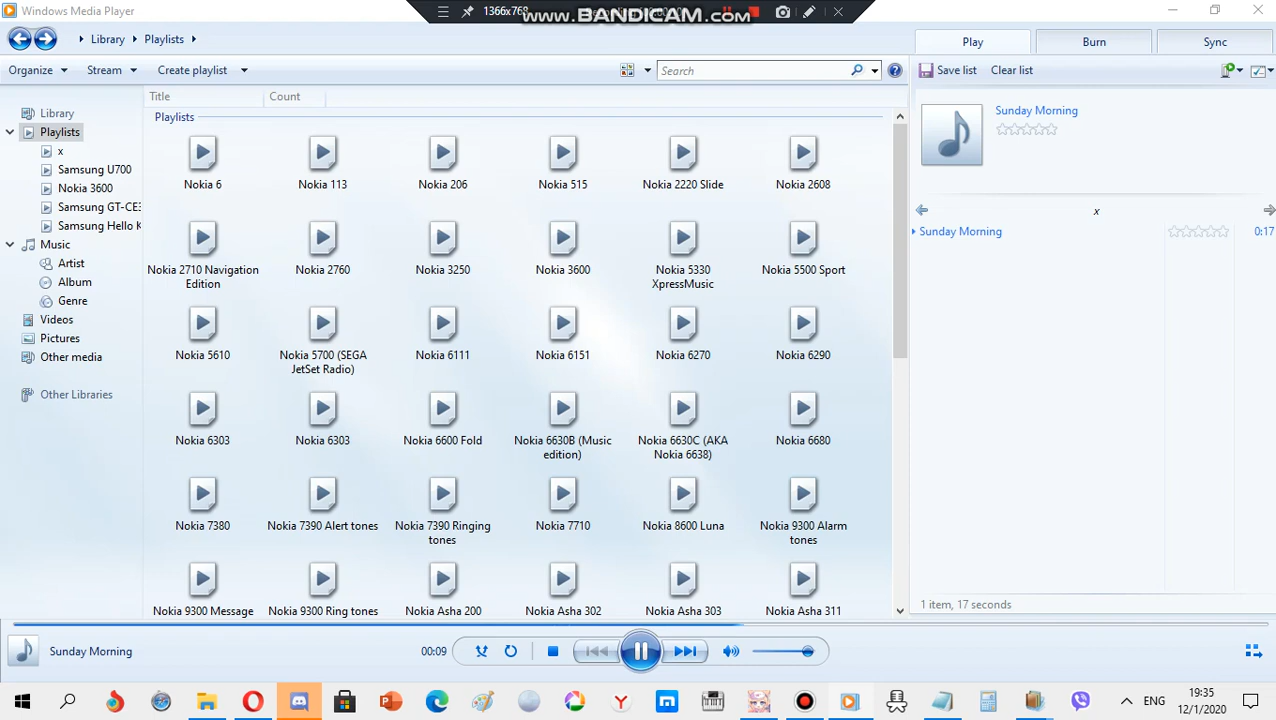 Windows Media Player
1366x768
www.BANDICAM.com
Library
Playlists
Play
Burn
Sync
Organize
Stream
Create playlist
Search
Save list
Clear list
Library
Playlists
x
Samsung U700
Nokia 3600
Samsung GT-CE3
Samsung Hello K
Music
Artist
Album
Genre
Videos
Pictures
Other media
Other Libraries
Title
Count
Playlists
Nokia 6
Nokia 113
Nokia 206
Nokia 515
Nokia 2220 Slide
Nokia 2608
Nokia 2710 Navigation
Edition
Nokia 2760
Nokia 3250
Nokia 3600
Nokia 5330
XpressMusic
Nokia 5500 Sport
Nokia 5610
Nokia 5700 (SEGA
JetSet Radio)
Nokia 6111
Nokia 6151
Nokia 6270
Nokia 6290
Nokia 6303
Nokia 6303
Nokia 6600 Fold
Nokia 6630B (Music
edition)
Nokia 6630C (AKA
Nokia 6638)
Nokia 6680
Nokia 7380
Nokia 7390 Alert tones
Nokia 7390 Ringing
tones
Nokia 7710
Nokia 8600 Luna
Nokia 9300 Alarm
tones
Nokia 9300 Message
Nokia 9300 Ring tones
Nokia Asha 200
Nokia Asha 302
Nokia Asha 303
Nokia Asha 311
Sunday Morning
x
Sunday Morning
0:17
1 item, 17 seconds
Sunday Morning
00:09
ENG
19:35
12/1/2020